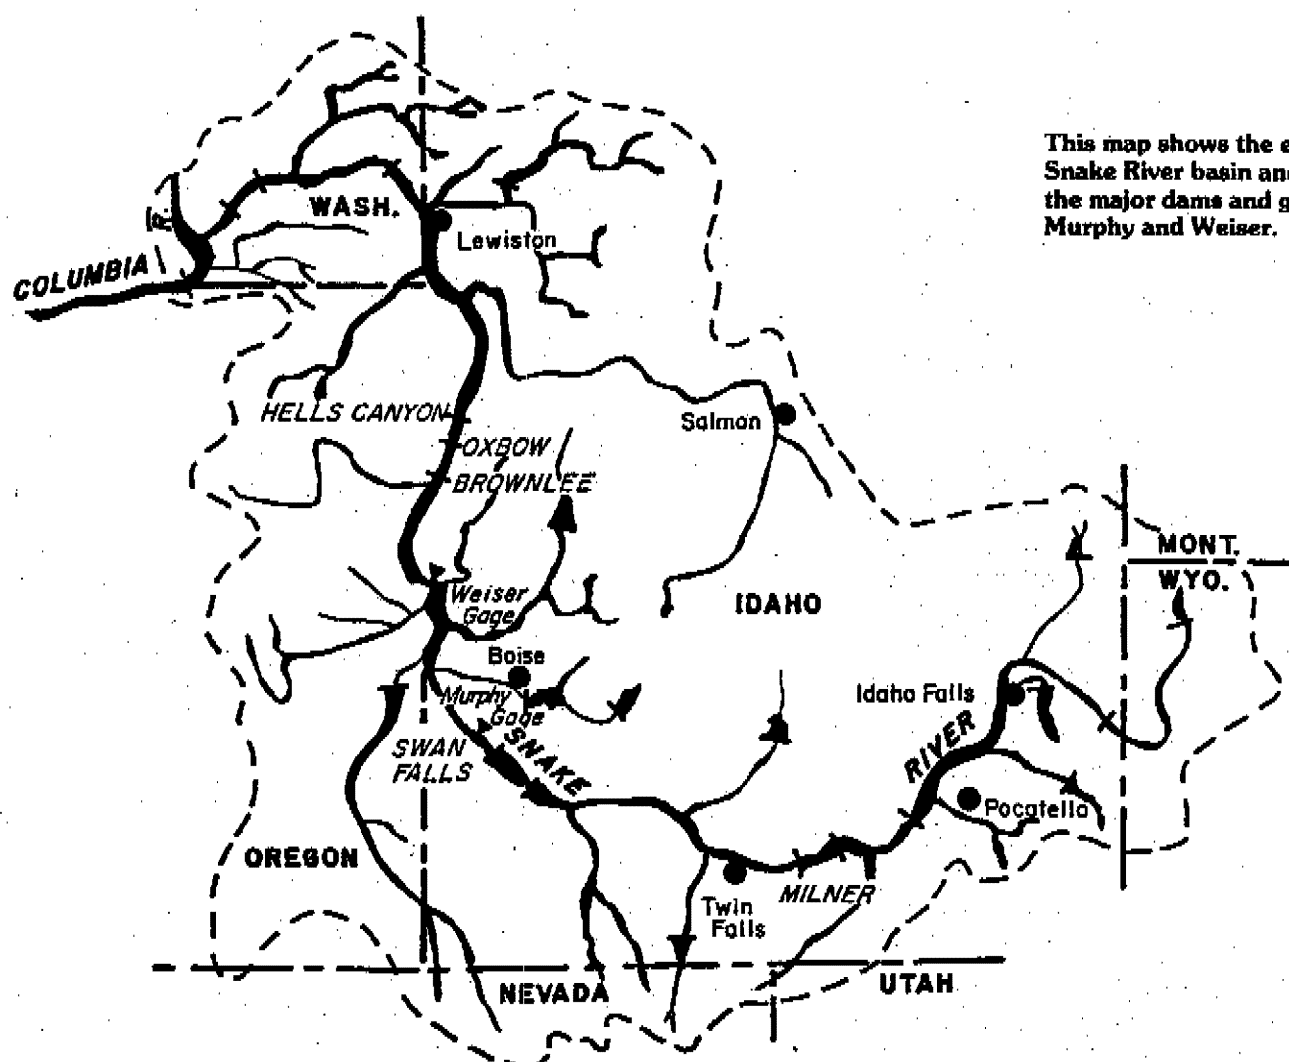 This map shows the e
Snake River basin and
the major dams and g
Murphy and Weiser.
WASH.
Lewiston
COLUMBIA
R.
HELLS CANYON
OXBOW
BROWNLEE
Salmon
MONT.
WYO.
Weiser
Gage
IDAHO
Boise
Murphy
Gage
Idaho Falls
SWAN
FALLS
SNAKE
RIVER
Pocatello
OREGON
MILNER
Twin
Falls
NEVADA
UTAH